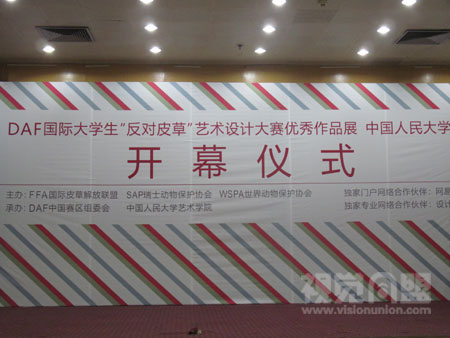 DAF国际大学生“反对皮草“艺术设计大赛优秀作品展 中国人民大学
开幕仪式
主办：FFA国际皮草解放联盟 SAP瑞士动物保护协会 WSPA世界动物保护协会 独家门户网络合作伙伴：网易
承办：DAF中国赛区组委会 中国人民大学艺术学院 独家专业网络合作伙伴：设计
视觉同盟
www.visionunion.com